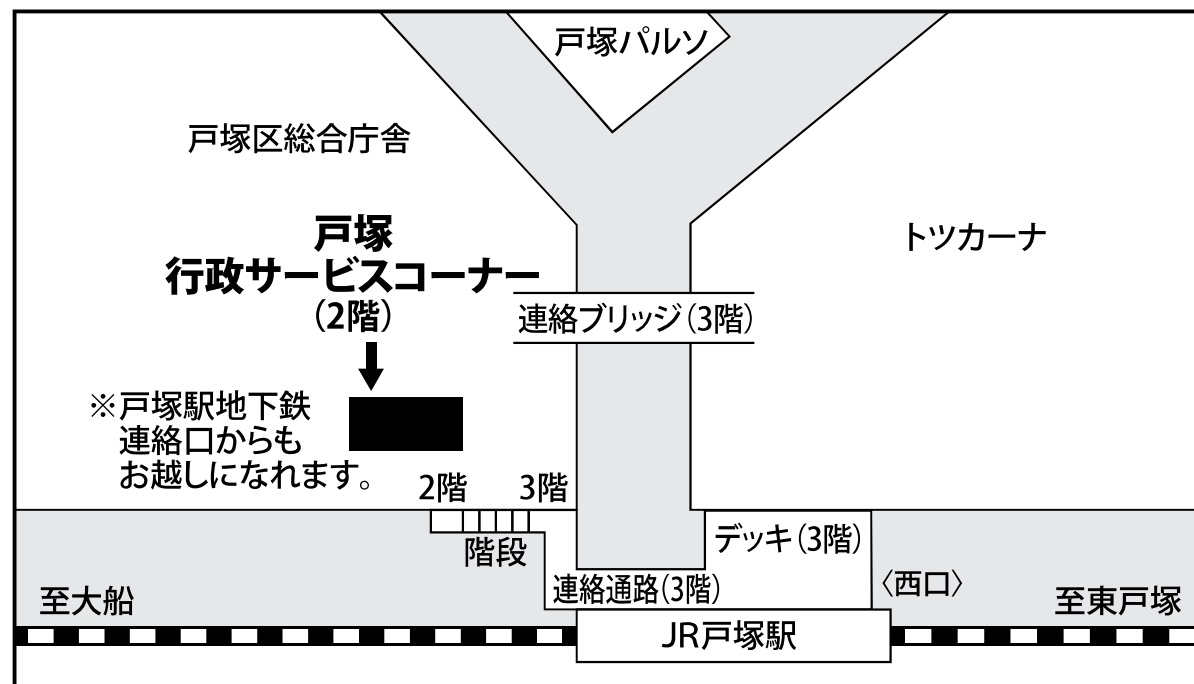 戸塚パルソ
戸塚区総合庁舎
戸塚
行政サービスコーナー
(2階)
トツカーナ
連絡ブリッジ(3階)
※戸塚駅地下鉄
連絡口からも
お越しになれます。
2階
3階
階段
デッキ(3階)
連絡通路(3階)
〈西口〉
至大船
至東戸塚
JR戸塚駅